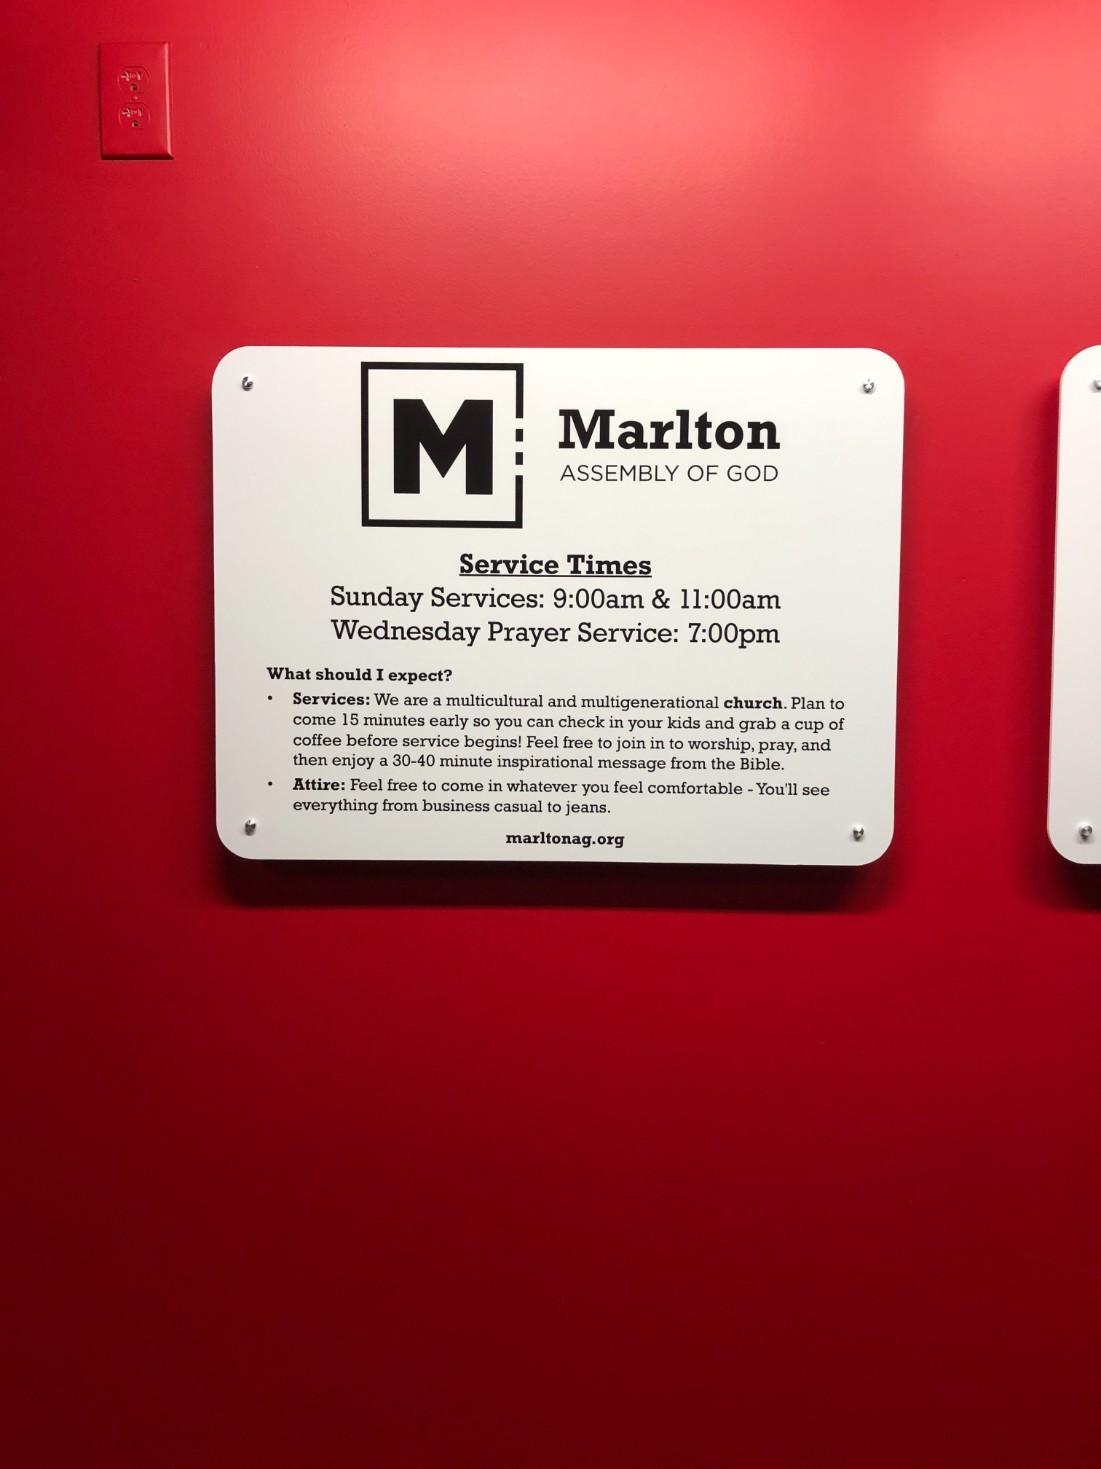 M
Marlton
ASSEMBLY OF GOD
Service Times
Sunday Services: 9:00am & 11:00am
Wednesday Prayer Service: 7:00pm
What should I expect?
• Services: We are a multicultural and multigenerational church. Plan to
come 15 minutes early so you can check in your kids and grab a cup of
coffee before service begins! Feel free to join in to worship, pray, and
then enjoy a 30-40 minute inspirational message from the Bible.
• Attire: Feel free to come in whatever you feel comfortable - You'll see
everything from business casual to jeans.
marltonag.org